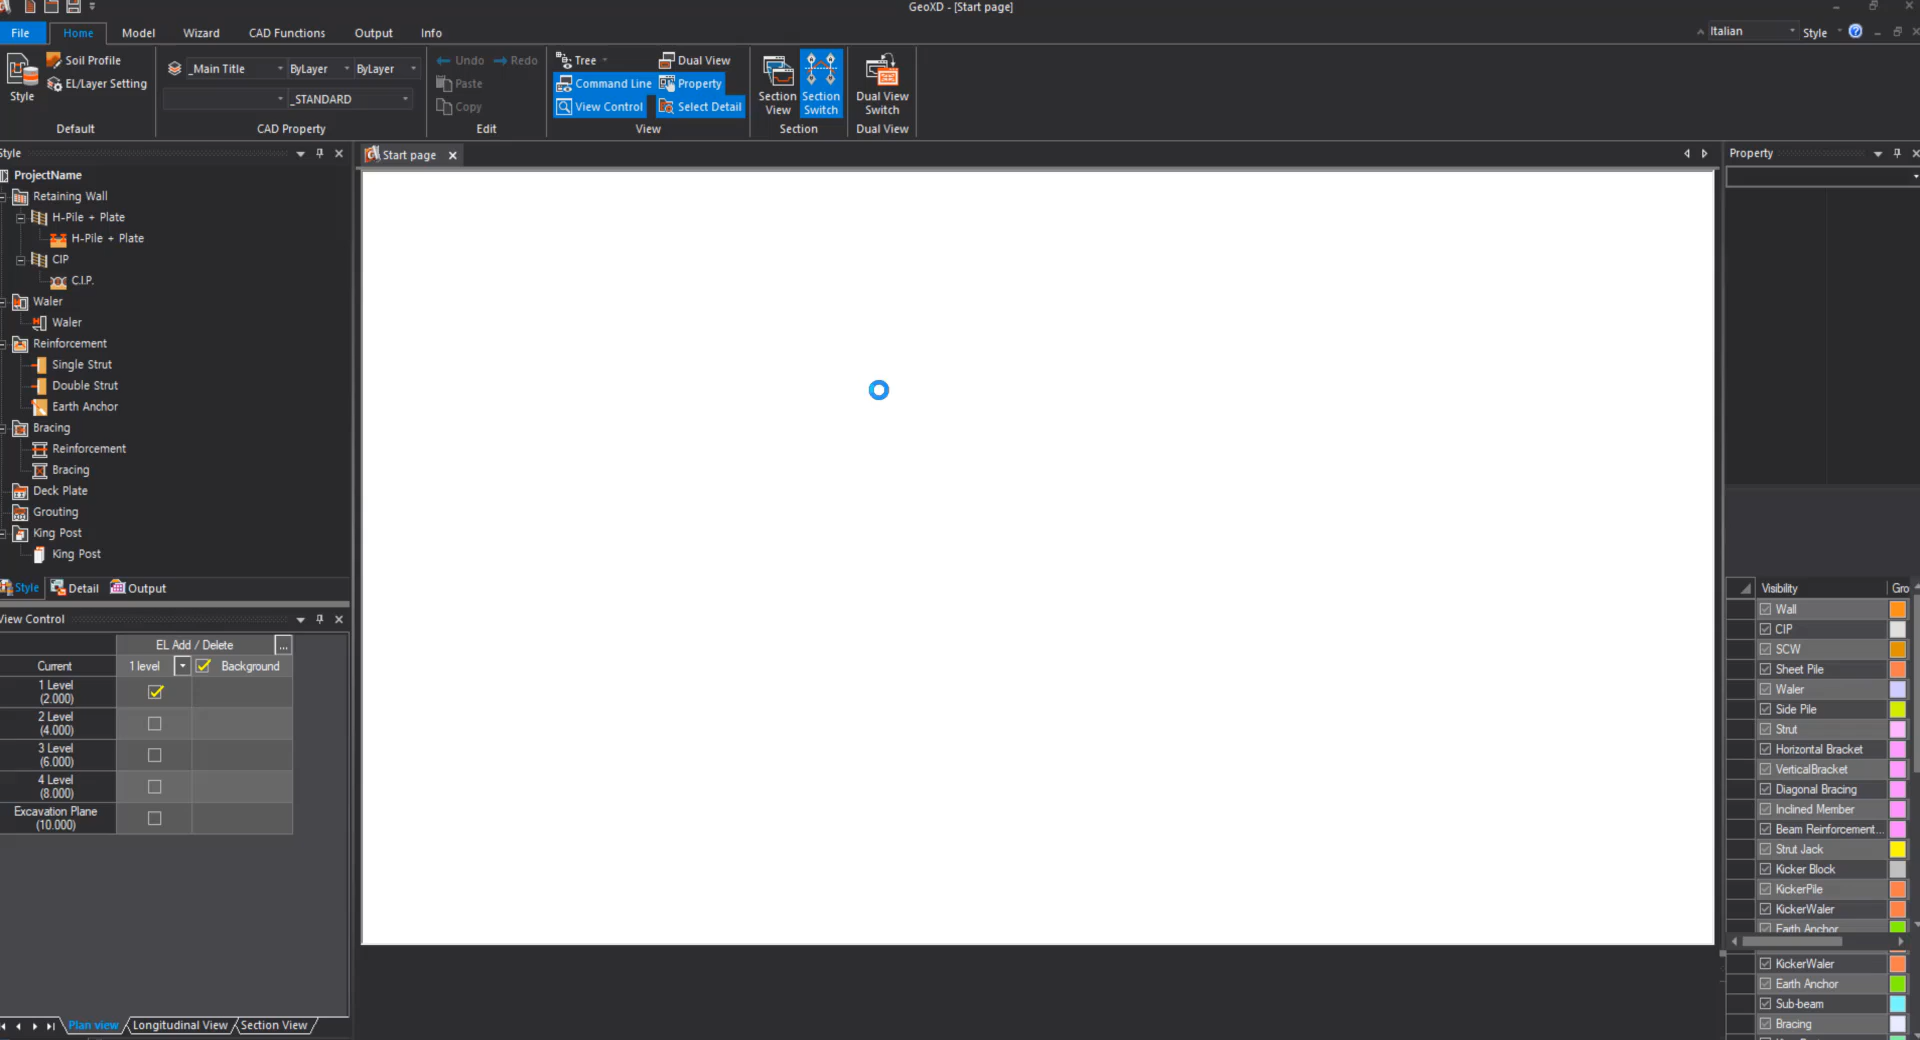 GeoXD - [Start page]
File Home Model Wizard CAD Functions Output Info
Italian Style
Style
Soil Profile
EL/Layer Setting
Default
_Main Title ByLayer ByLayer
_STANDARD
CAD Property
Undo Redo
Paste
Copy
Edit
Tree Dual View
Command Line Property
View Control Select Detail
View
Section View
Section Switch
Section
Dual View Switch
Dual View
Style
ProjectName
Retaining Wall
H-Pile + Plate
H-Pile + Plate
CIP
C.I.P.
Waler
Waler
Reinforcement
Single Strut
Double Strut
Earth Anchor
Bracing
Reinforcement
Bracing
Deck Plate
Grouting
King Post
King Post
Style Detail Output
View Control
EL Add / Delete ...
Current 1 level Background
1 Level
(2.000)
2 Level
(4.000)
3 Level
(6.000)
4 Level
(8.000)
Excavation Plane
(10.000)
Plan view Longitudinal View Section View
Start page
Property
Visibility Gro
Wall
CIP
SCW
Sheet Pile
Waler
Side Pile
Strut
Horizontal Bracket
VerticalBracket
Diagonal Bracing
Inclined Member
Beam Reinforcement...
Strut Jack
Kicker Block
KickerPile
KickerWaler
Earth Anchor
KickerWaler
Earth Anchor
Sub-beam
Bracing